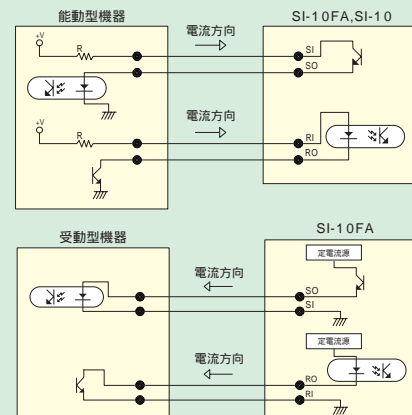 能動型機器
SI-10FA,SI-10
+V
R
電流方向
SI
SO
+V
R
電流方向
RI
RO
受動型機器
SI-10FA
定電流源
電流方向
SO
SI
定電流源
電流方向
RO
RI